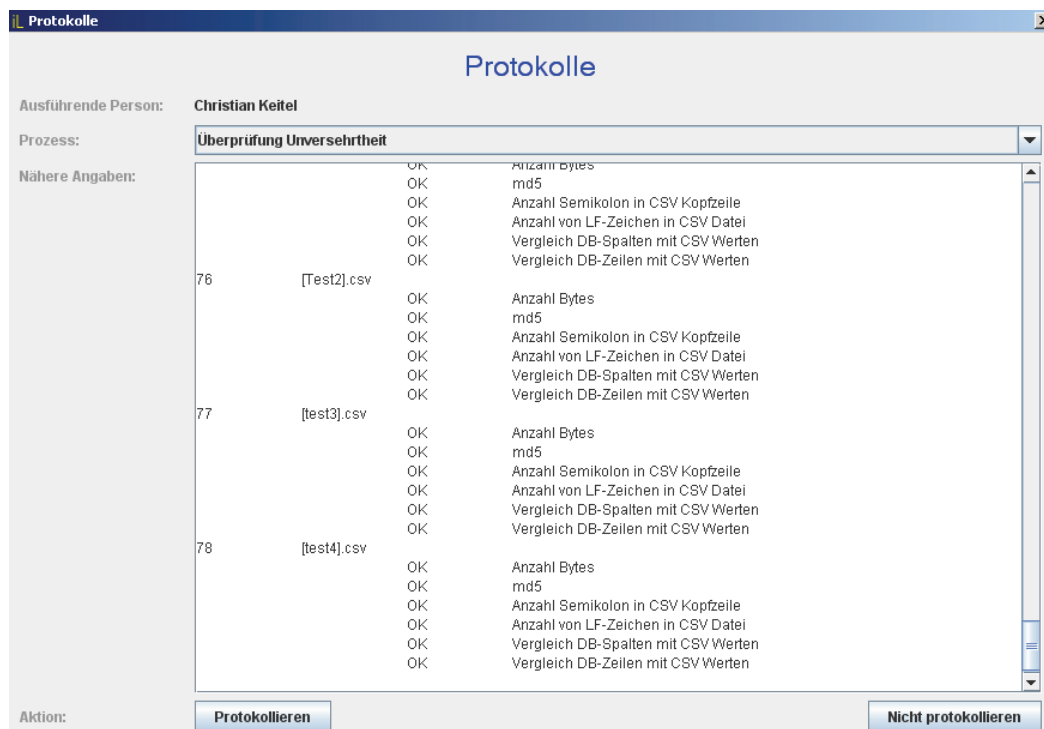 iL Protokolle
Protokolle
Ausführende Person: Christian Keitel
Prozess: Überprüfung Unversehrtheit
Nähere Angaben:
OK Anzahl Bytes
OK md5
OK Anzahl Semikolon in CSV Kopfzeile
OK Anzahl von LF-Zeichen in CSV Datei
OK Vergleich DB-Spalten mit CSV Werten
OK Vergleich DB-Zeilen mit CSV Werten
76 [Test2].csv
OK Anzahl Bytes
OK md5
OK Anzahl Semikolon in CSV Kopfzeile
OK Anzahl von LF-Zeichen in CSV Datei
OK Vergleich DB-Spalten mit CSV Werten
OK Vergleich DB-Zeilen mit CSV Werten
77 [test3].csv
OK Anzahl Bytes
OK md5
OK Anzahl Semikolon in CSV Kopfzeile
OK Anzahl von LF-Zeichen in CSV Datei
OK Vergleich DB-Spalten mit CSV Werten
OK Vergleich DB-Zeilen mit CSV Werten
78 [test4].csv
OK Anzahl Bytes
OK md5
OK Anzahl Semikolon in CSV Kopfzeile
OK Anzahl von LF-Zeichen in CSV Datei
OK Vergleich DB-Spalten mit CSV Werten
OK Vergleich DB-Zeilen mit CSV Werten
Aktion: Protokollieren Nicht protokollieren